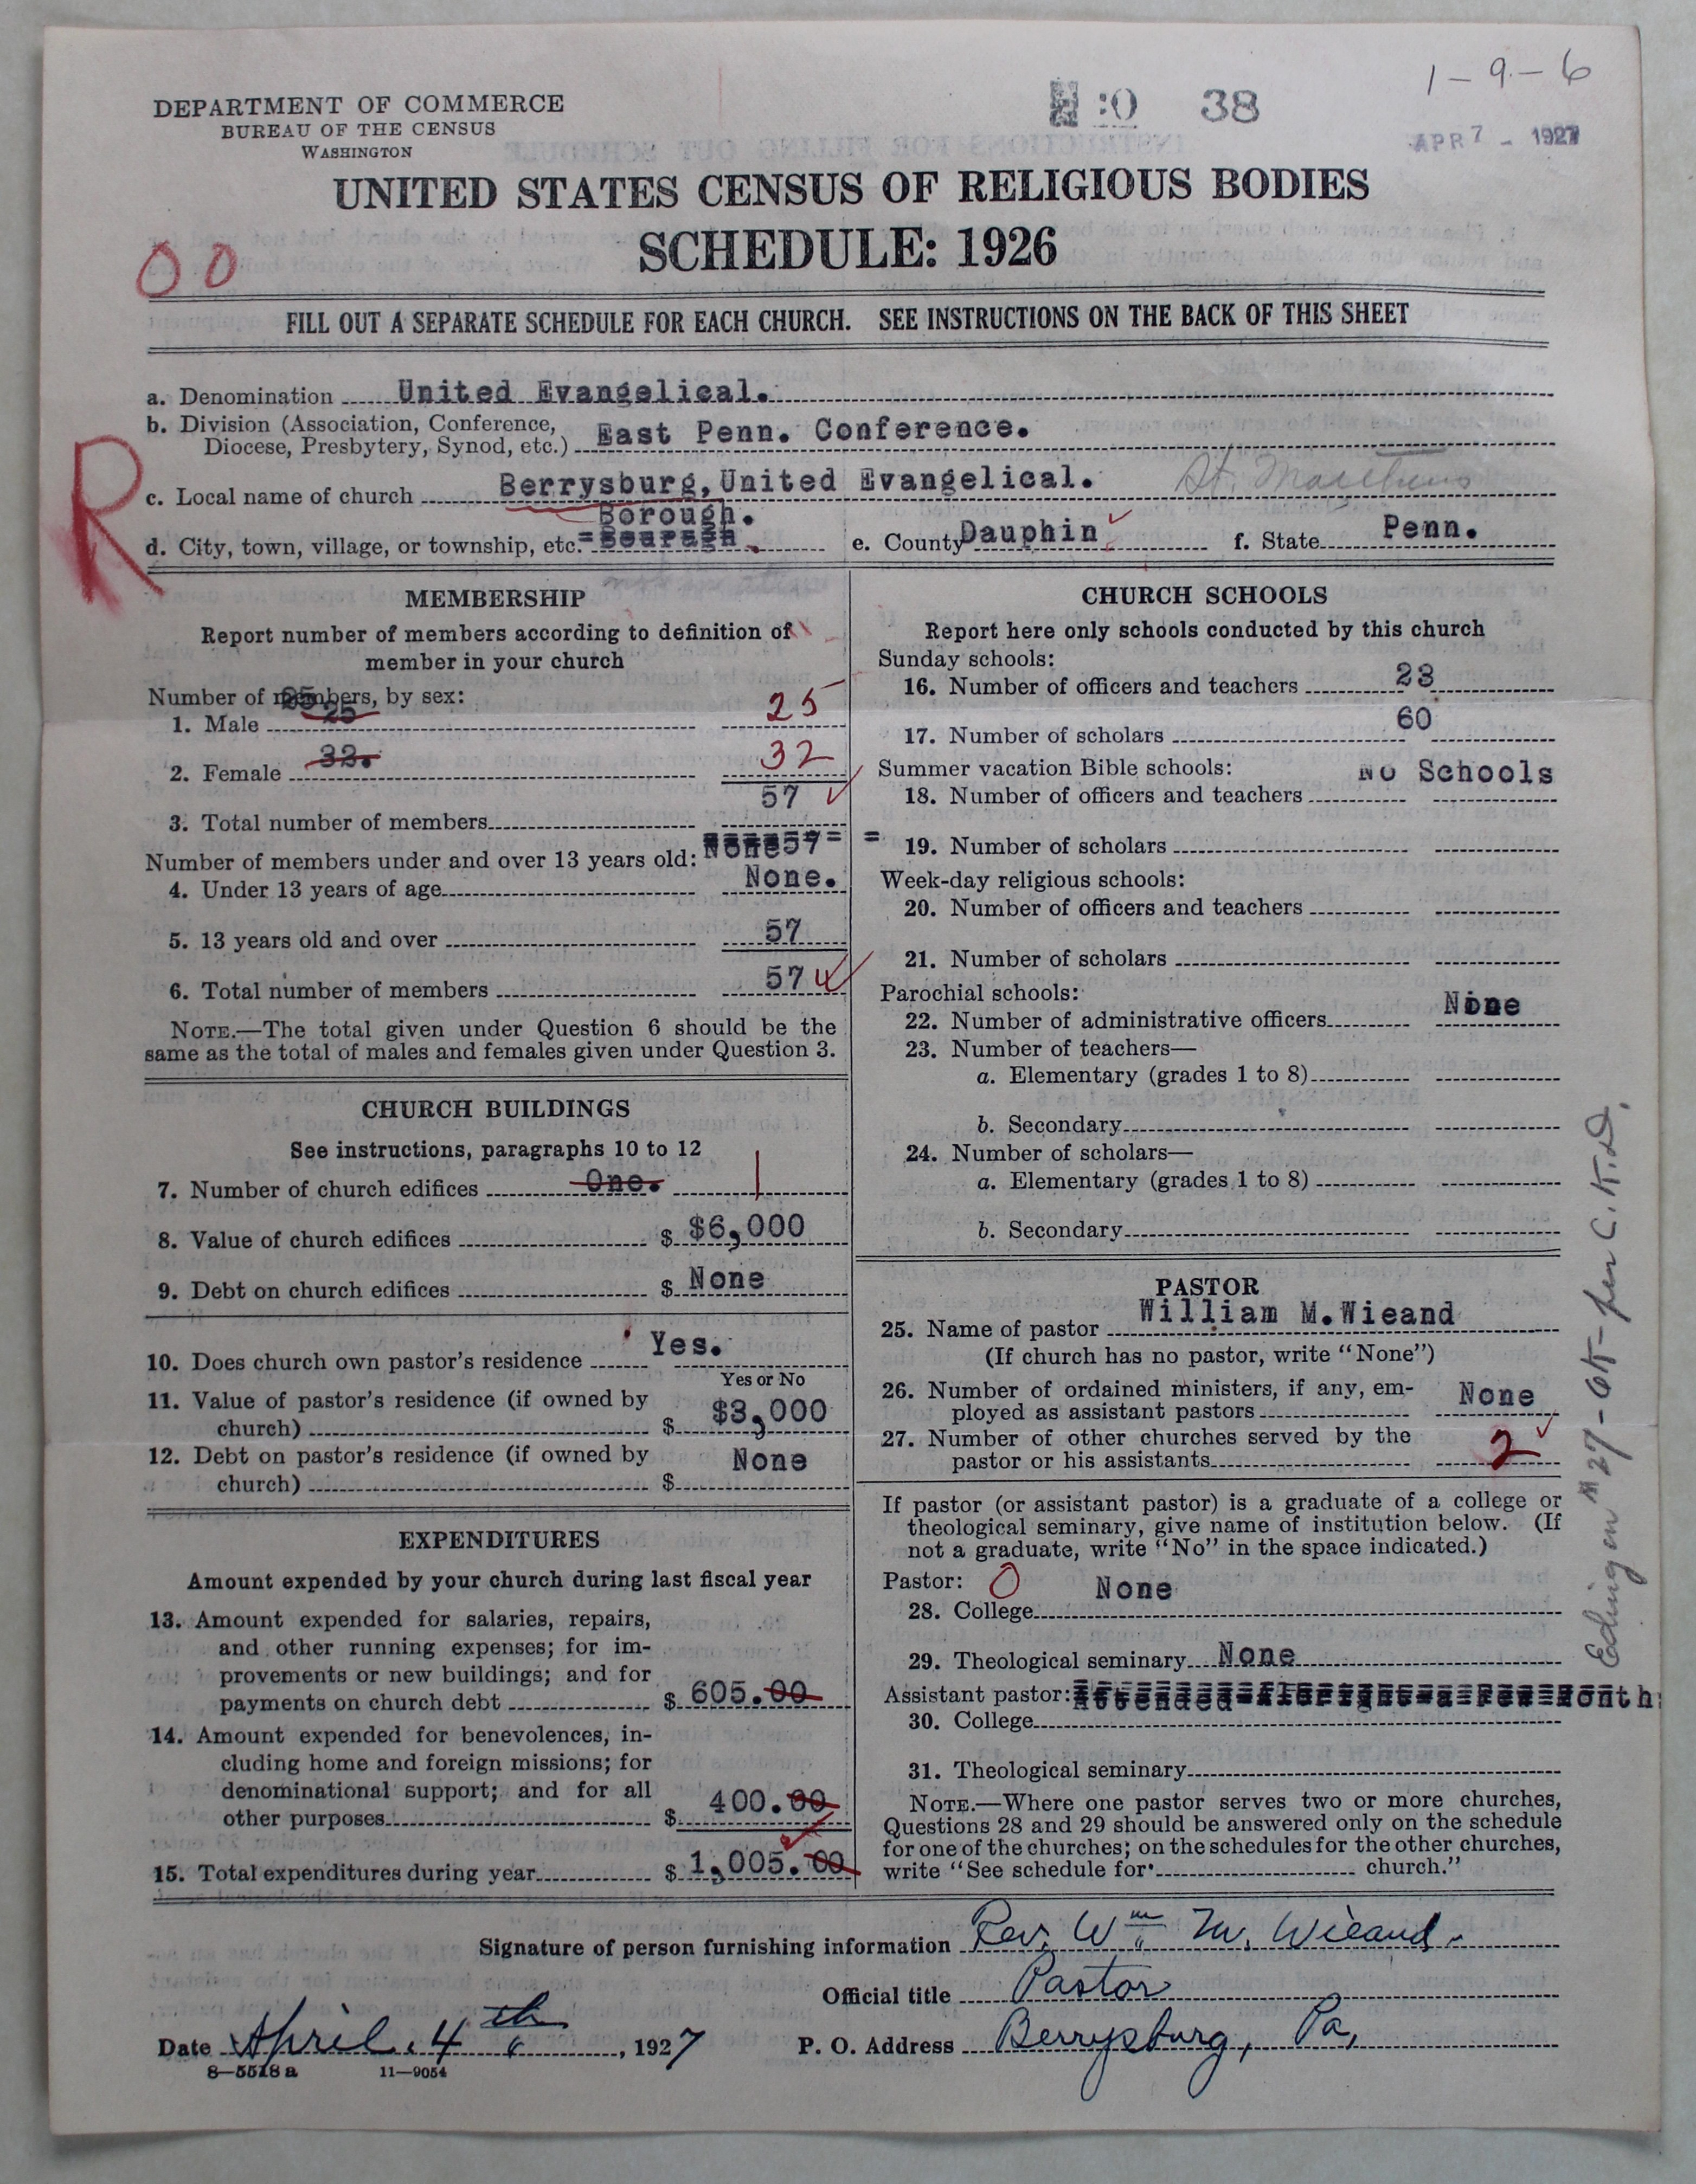 1-9-6
38
APR 7 - 1927
DEPARTMENT OF COMMERCE
BUREAU OF THE CENSUS
WASHINGTON
UNITED STATES CENSUS OF RELIGIOUS BODIES
SCHEDULE: 1926
00
FILL OUT A SEPARATE SCHEDULE FOR EACH CHURCH. SEE INSTRUCTIONS ON THE BACK OF THIS SHEET
R
a. Denomination United Evangelical.
b. Division (Association, Conference,
Diocese, Presbytery, Synod, etc.) East Penn. Conference.
c. Local name of church Berrysburg, United Evangelical. St. Matthews
Borough.
d. City, town, village, or township, etc. e. County Dauphin f. State Penn.
MEMBERSHIP
Report number of members according to definition of
member in your church
Number of members, by sex:
25
1. Male 25 25
2. Female 32. 32
57
3. Total number of members
Number of members under and over 13 years old: None 57
4. Under 13 years of age None.
5. 13 years old and over 57
6. Total number of members 57
NOTE.—The total given under Question 6 should be the
same as the total of males and females given under Question 3.
CHURCH BUILDINGS
See instructions, paragraphs 10 to 12
7. Number of church edifices One. 1
8. Value of church edifices $ $6,000
9. Debt on church edifices $ None
10. Does church own pastor's residence Yes.
Yes or No
11. Value of pastor's residence (if owned by
church) $ $3,000
12. Debt on pastor's residence (if owned by
church) $ None
EXPENDITURES
Amount expended by your church during last fiscal year
13. Amount expended for salaries, repairs,
and other running expenses; for im-
provements or new buildings; and for
payments on church debt $ 605.00
14. Amount expended for benevolences, in-
cluding home and foreign missions; for
denominational support; and for all
other purposes $ 400.00
15. Total expenditures during year $ 1,005.00
CHURCH SCHOOLS
Report here only schools conducted by this church
Sunday schools:
16. Number of officers and teachers 23
17. Number of scholars 60
Summer vacation Bible schools: No Schools
18. Number of officers and teachers
19. Number of scholars
Week-day religious schools:
20. Number of officers and teachers
21. Number of scholars
Parochial schools:
22. Number of administrative officers None
23. Number of teachers—
a. Elementary (grades 1 to 8)
b. Secondary
24. Number of scholars—
a. Elementary (grades 1 to 8)
b. Secondary
PASTOR
25. Name of pastor William M. Wieand
(If church has no pastor, write "None")
26. Number of ordained ministers, if any, em-
ployed as assistant pastors None
27. Number of other churches served by the
pastor or his assistants 2
If pastor (or assistant pastor) is a graduate of a college or
theological seminary, give name of institution below. (If
not a graduate, write "No" in the space indicated.)
Pastor: 0 None
28. College
29. Theological seminary None
Assistant pastor: Attended Albright a Few Month
30. College
31. Theological seminary
NOTE.—Where one pastor serves two or more churches,
Questions 28 and 29 should be answered only on the schedule
for one of the churches; on the schedules for the other churches,
write "See schedule for church."
#27-OK-per C.K.D.
Signature of person furnishing information Rev. Wm. M. Wieand.
Official title Pastor
Date April. 4th, 1927 P. O. Address Berrysburg, Pa.
8—5518 a 11—9054